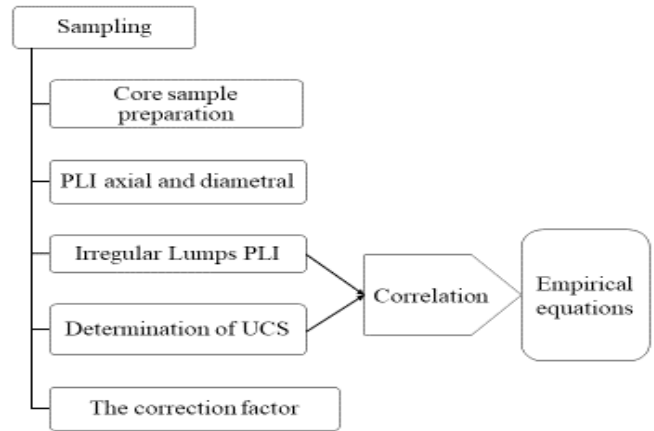 Sampling
Core sample
preparation
PLI axial and diametral
Irregular Lumps PLI
Determination of UCS
The correction factor
Correlation
Empirical
equations